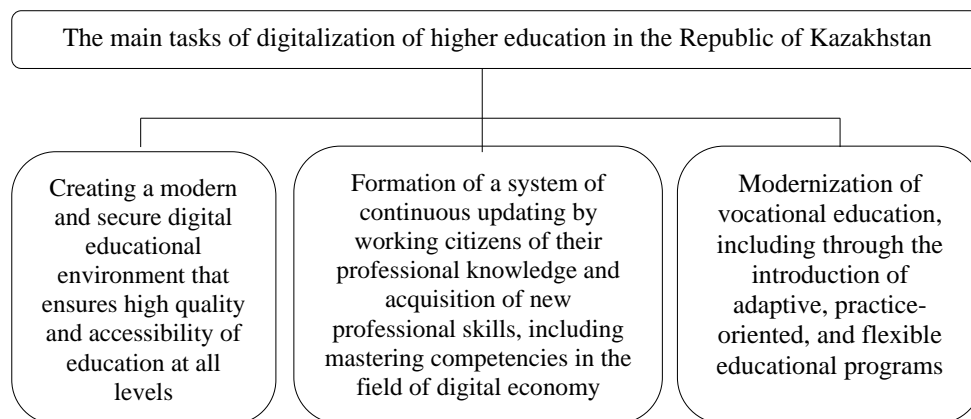 The main tasks of digitalization of higher education in the Republic of Kazakhstan
Creating a modern
and secure digital
educational
environment that
ensures high quality
and accessibility of
education at all
levels
Formation of a system of
continuous updating by
working citizens of their
professional knowledge and
acquisition of new
professional skills, including
mastering competencies in the
field of digital economy
Modernization of
vocational education,
including through the
introduction of
adaptive, practice-
oriented, and flexible
educational programs